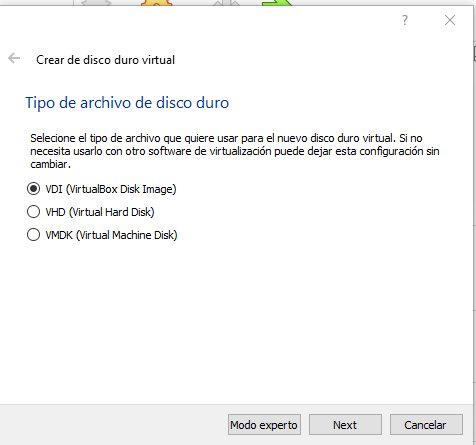 ?
Crear de disco duro virtual
Tipo de archivo de disco duro
Selecione el tipo de archivo que quiere usar para el nuevo disco duro virtual. Si no
necesita usarlo con otro software de virtualización puede dejar esta configuración sin
cambiar.
VDI (VirtualBox Disk Image)
VHD (Virtual Hard Disk)
VMDK (Virtual Machine Disk)
Modo experto Next Cancelar